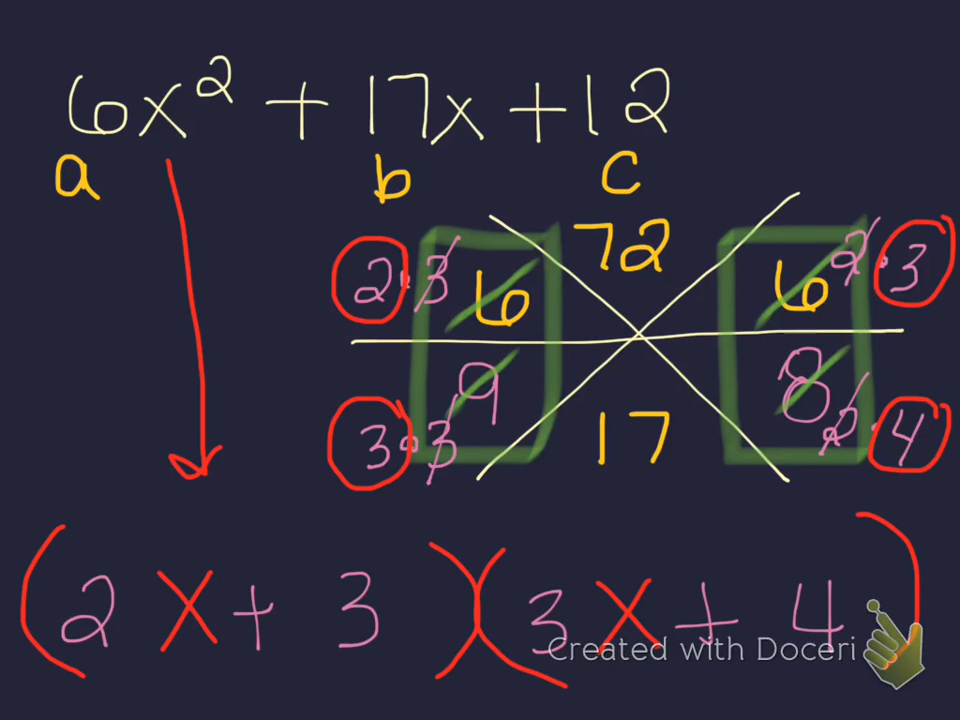 6x² + 17x + 12
a b c
72
2·3 6 6 2·3
9 8
3·3 17 2·4
(2x + 3)(3x + 4)
Created with Doceri